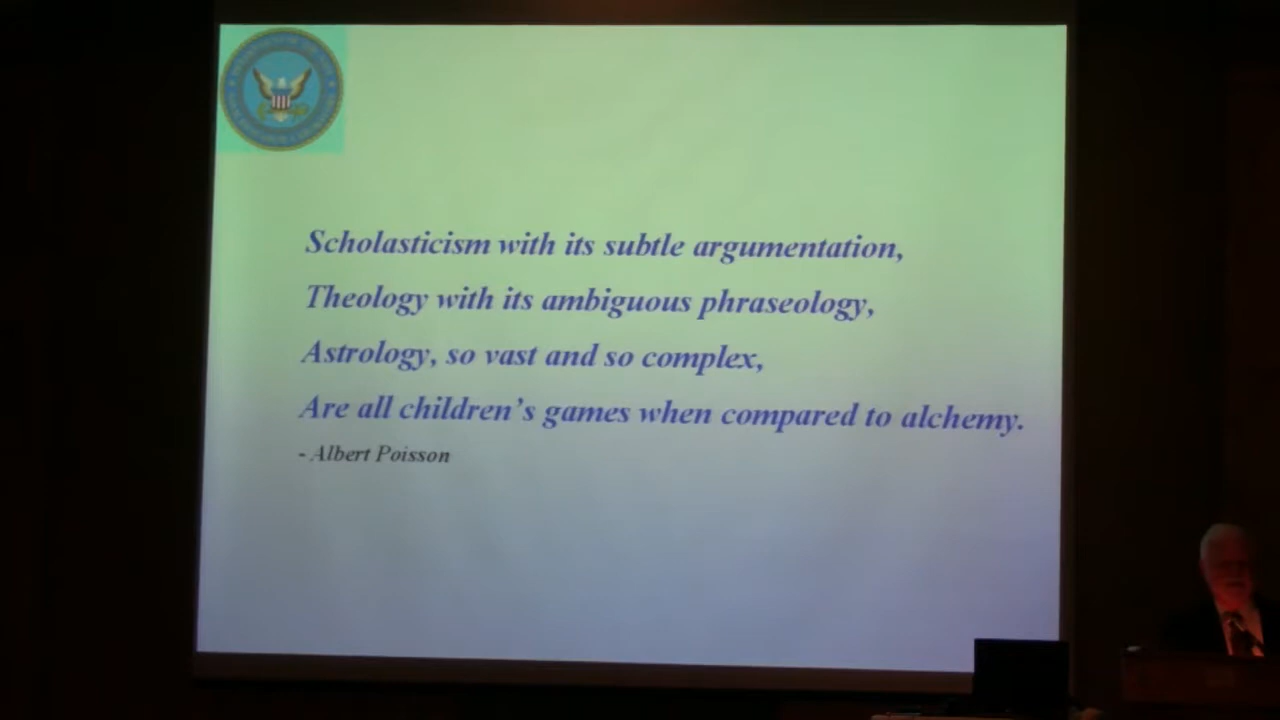 Scholasticism with its subtle argumentation,
Theology with its ambiguous phraseology,
Astrology, so vast and so complex,
Are all children’s games when compared to alchemy.
- Albert Poisson